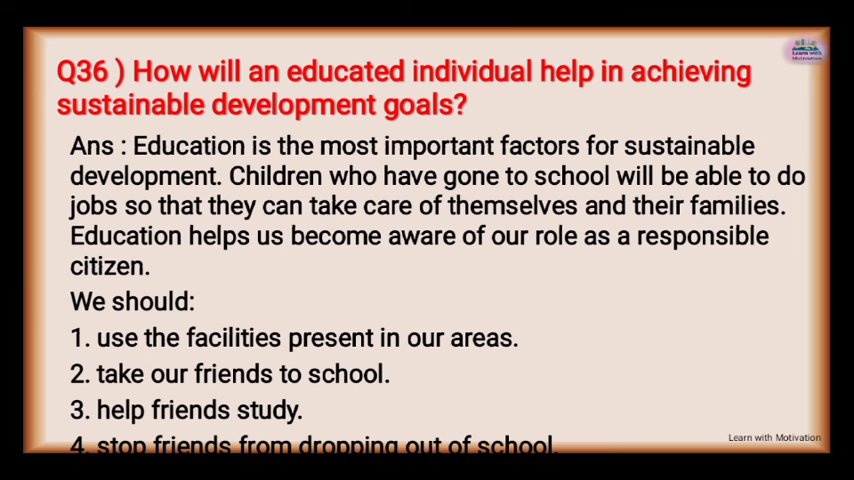 Learn with
Motivation
Q36 ) How will an educated individual help in achieving
sustainable development goals?
Ans : Education is the most important factors for sustainable
development. Children who have gone to school will be able to do
jobs so that they can take care of themselves and their families.
Education helps us become aware of our role as a responsible
citizen.
We should:
1. use the facilities present in our areas.
2. take our friends to school.
3. help friends study.
4. stop friends from dropping out of school.
Learn with Motivation